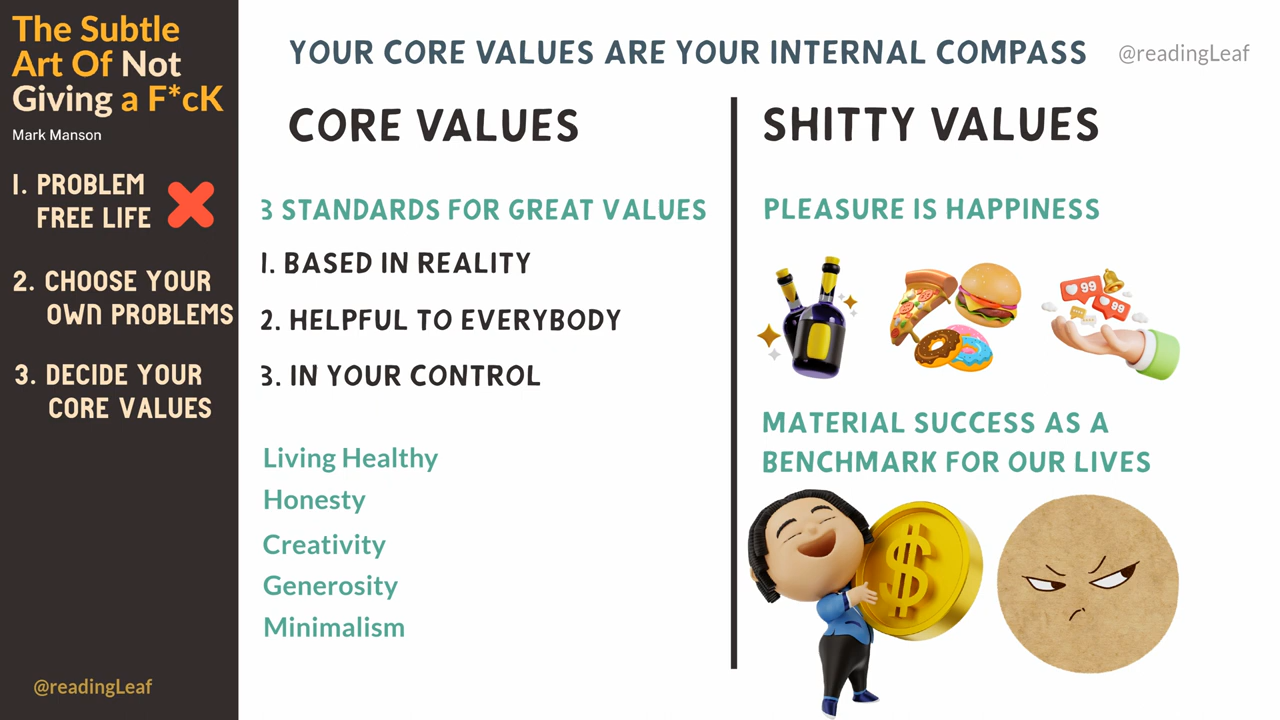 The Subtle
Art Of Not
Giving a F*cK
Mark Manson
1. PROBLEM
FREE LIFE
2. CHOOSE YOUR
OWN PROBLEMS
3. DECIDE YOUR
CORE VALUES
@readingLeaf
YOUR CORE VALUES ARE YOUR INTERNAL COMPASS
@readingLeaf
CORE VALUES
3 STANDARDS FOR GREAT VALUES
1. BASED IN REALITY
2. HELPFUL TO EVERYBODY
3. IN YOUR CONTROL
Living Healthy
Honesty
Creativity
Generosity
Minimalism
SHITTY VALUES
PLEASURE IS HAPPINESS
99
99
MATERIAL SUCCESS AS A
BENCHMARK FOR OUR LIVES
$